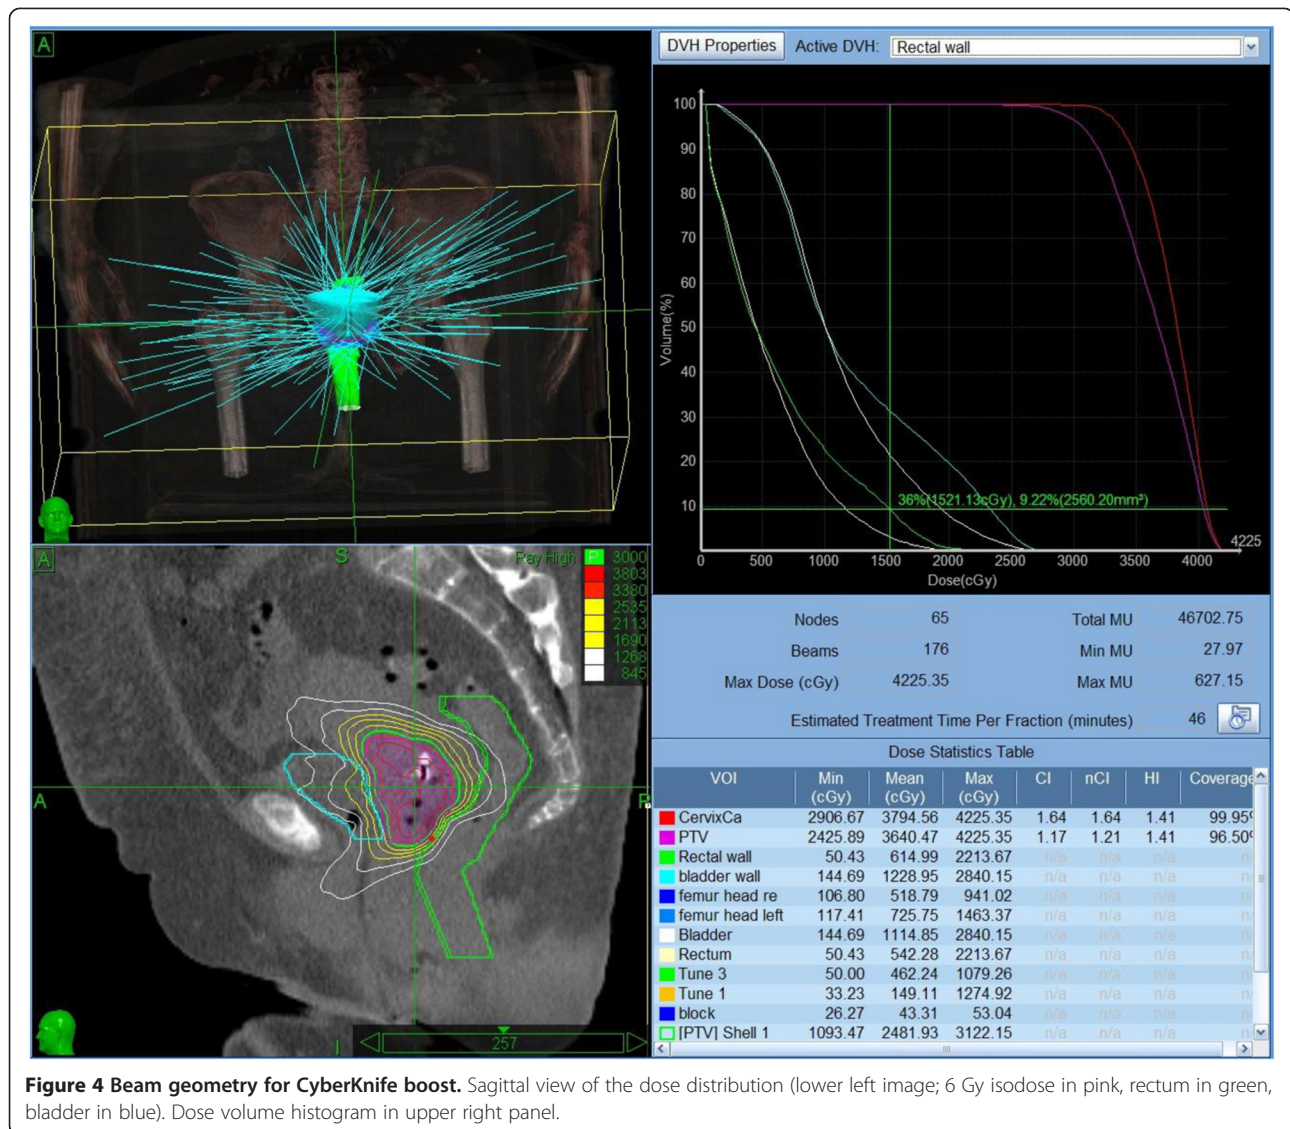 A
DVH Properties Active DVH: Rectal wall
Volume(%)
100
90
80
70
60
50
40
30
20
10
36%(1521.13cGy), 9.22%(2560.20mm³)
4225
0 500 1000 1500 2000 2500 3000 3500 4000
Dose(cGy)
A
S
Ray High P 3000
3803
3380
2535
2113
1690
1268
845
A
P
I
257
Nodes 65 Total MU 46702.75
Beams 176 Min MU 27.97
Max Dose (cGy) 4225.35 Max MU 627.15
Estimated Treatment Time Per Fraction (minutes) 46
Dose Statistics Table
VOI Min (cGy) Mean (cGy) Max (cGy) CI nCI HI Coverage
CervixCa 2906.67 3794.56 4225.35 1.64 1.64 1.41 99.95%
PTV 2425.89 3640.47 4225.35 1.17 1.21 1.41 96.50%
Rectal wall 50.43 614.99 2213.67 n/a n/a n/a
bladder wall 144.69 1228.95 2840.15 n/a n/a n/a
femur head re 106.80 518.79 941.02 n/a n/a n/a
femur head left 117.41 725.75 1463.37 n/a n/a n/a
Bladder 144.69 1114.85 2840.15 n/a n/a n/a
Rectum 50.43 542.28 2213.67 n/a n/a n/a
Tune 3 50.00 462.24 1079.26 n/a n/a n/a
Tune 1 33.23 149.11 1274.92 n/a n/a n/a
block 26.27 43.31 53.04 n/a n/a n/a
[PTV] Shell 1 1093.47 2481.93 3122.15 n/a n/a n/a
Figure 4 Beam geometry for CyberKnife boost. Sagittal view of the dose distribution (lower left image; 6 Gy isodose in pink, rectum in green,
bladder in blue). Dose volume histogram in upper right panel.